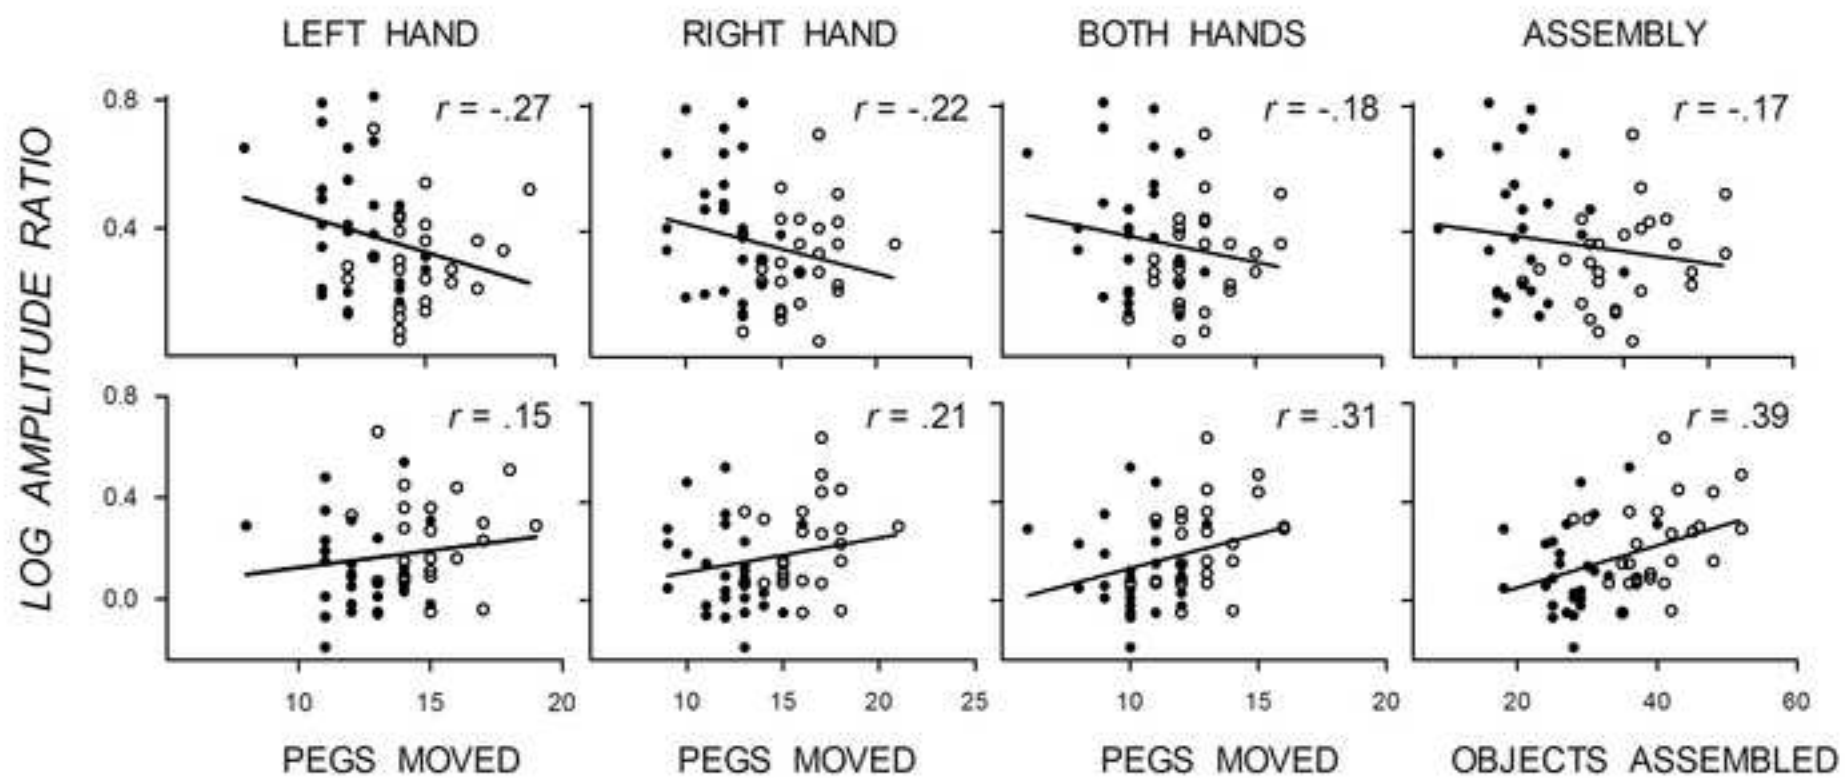 LEFT HAND RIGHT HAND BOTH HANDS ASSEMBLY
LOG AMPLITUDE RATIO
0.8 r = -.27 r = -.22 r = -.18 r = -.17
0.4
0.8 r = .15 r = .21 r = .31 r = .39
0.4
0.0
10 15 20 10 15 20 25 10 15 20 20 40 60
PEGS MOVED PEGS MOVED PEGS MOVED OBJECTS ASSEMBLED